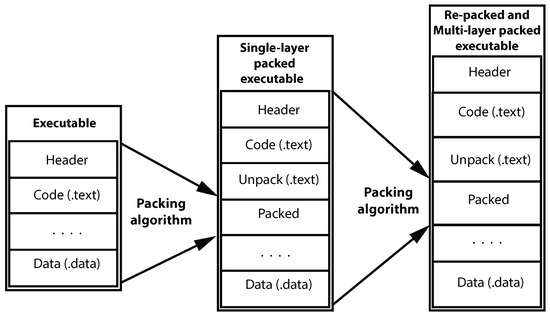 Executable
Header
Code (.text)
. . . .
Data (.data)
Packing
algorithm
Single-layer
packed
executable
Header
Code (.text)
Unpack (.text)
Packed
. . . .
Data (.data)
Packing
algorithm
Re-packed and
Multi-layer packed
executable
Header
Code (.text)
Unpack (.text)
Packed
. . . .
Data (.data)